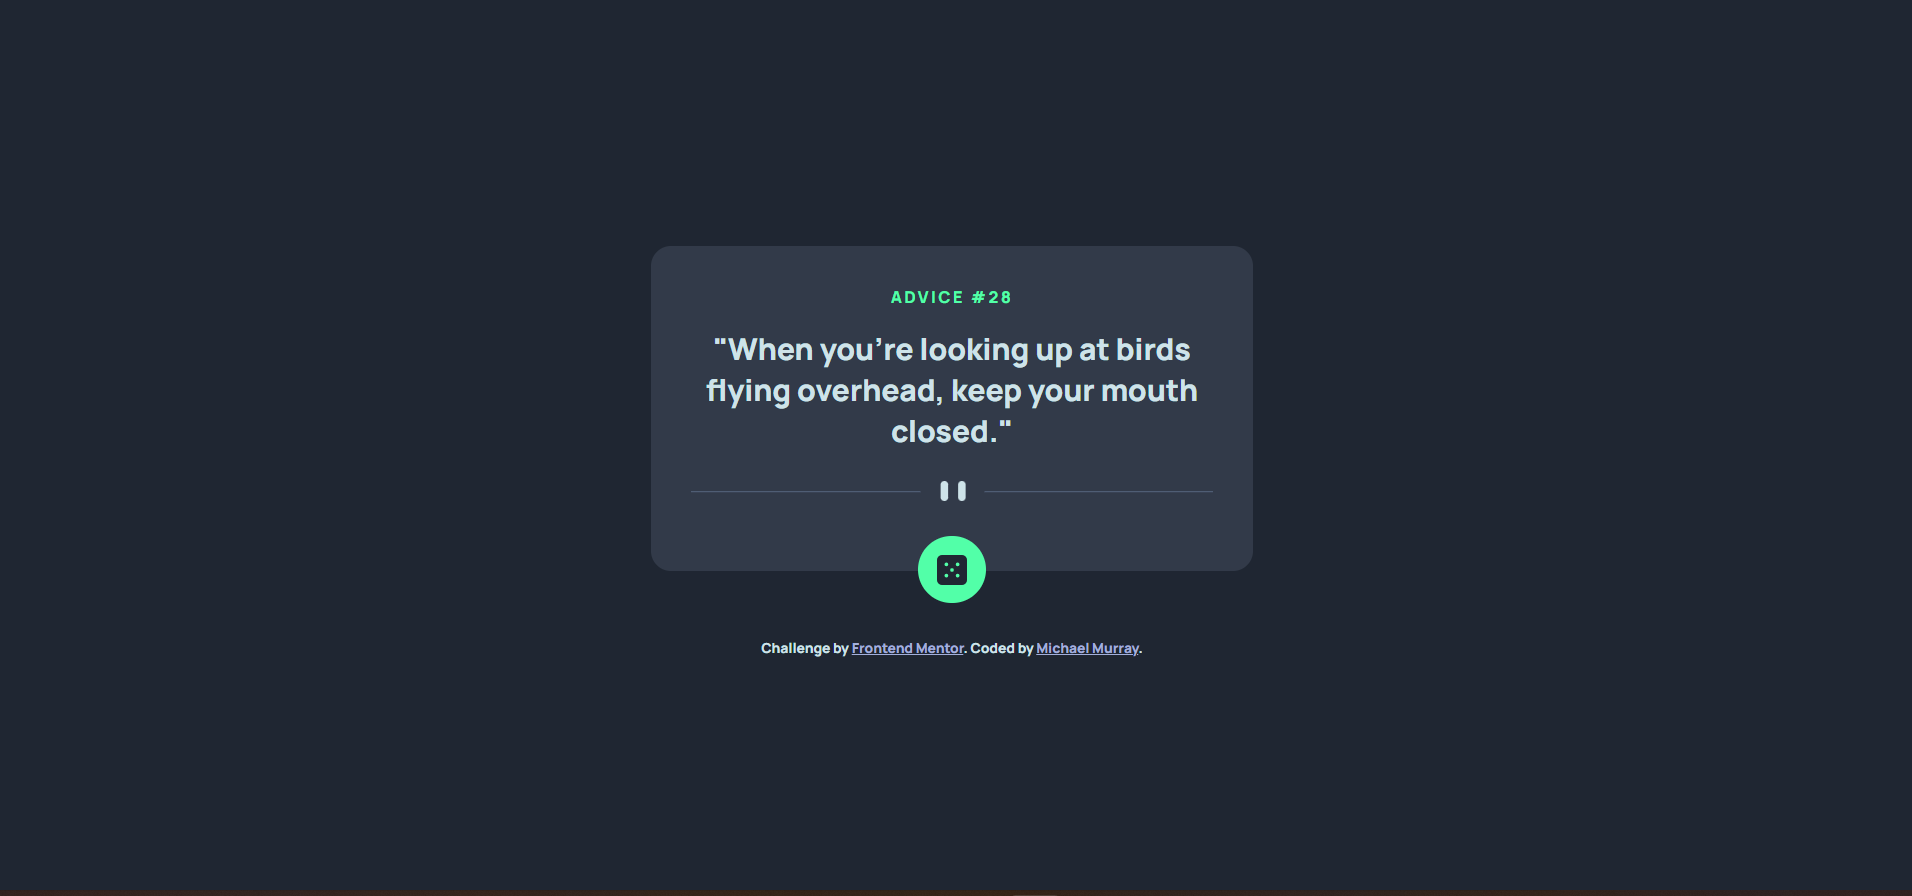 ADVICE #28
"When you’re looking up at birds
flying overhead, keep your mouth
closed."
Challenge by Frontend Mentor. Coded by Michael Murray.